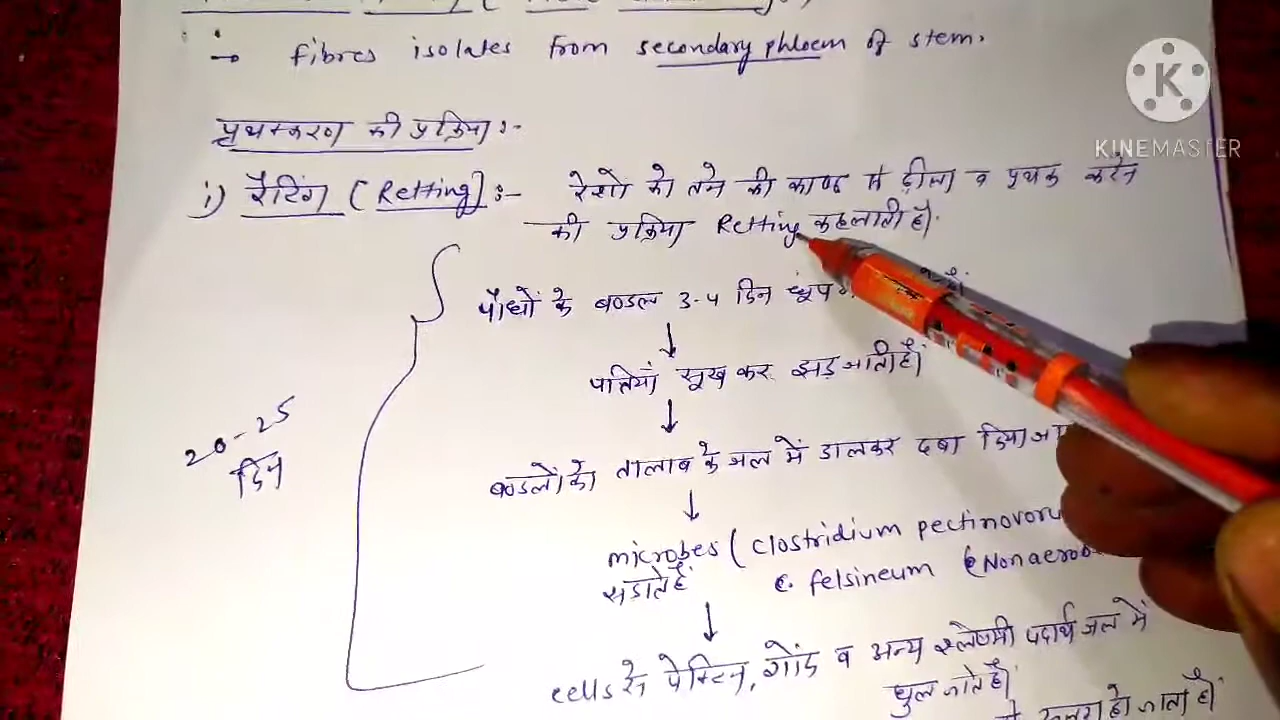 → fibres isolates from secondary phloem of stem.
पृथक्करण की प्रक्रिया :-
i) रैटिंग (Retting) :- रेशो को तने की काष्ठ से ढीला व पृथक करने
की प्रक्रिया Retting कहलाती है।
पौधों के बण्डल 3-4 दिन धूप
↓
पत्तियां सूख कर झड़ जाती है।
↓
बण्डलों को तालाब के जल में डालकर दबा दिया
↓
microbes ( clostridium pectinovoru
सडाते है c. felsineum (Nonaerob
↓
cells के पेक्टिन, गोंद व अन्य श्लेष्मी पदार्थ जल में
घुल जाते है।
हो जाता है।
20-25
दिन
K
KINEMASTER